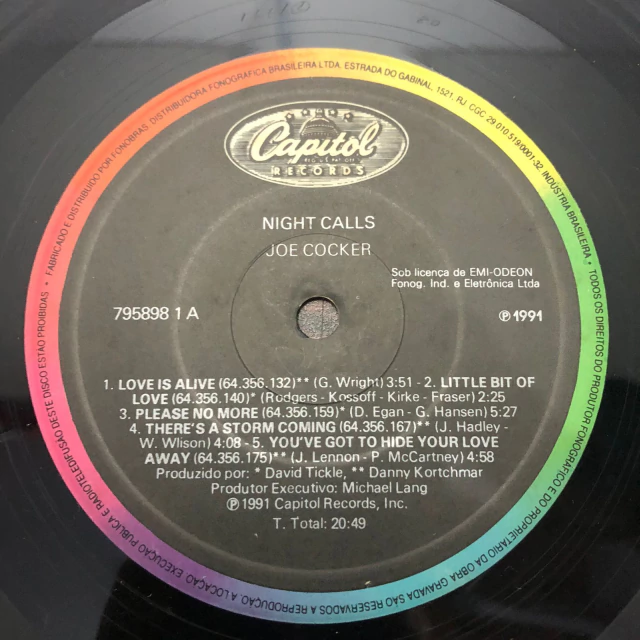 Capitol
RECORDS
NIGHT CALLS
JOE COCKER
Sob licença de EMI-ODEON
Fonog. Ind. e Eletrônica Ltda
795898 1 A
℗ 1991
1. LOVE IS ALIVE (64.356.132)** (G. Wright) 3:51 - 2. LITTLE BIT OF
LOVE (64.356.140)* (Rodgers - Kossoff - Kirke - Fraser) 2:25
3. PLEASE NO MORE (64.356.159)* (D. Egan - G. Hansen) 5:27
4. THERE'S A STORM COMING (64.356.167)** (J. Hadley -
W. Wlison) 4:08 - 5. YOU'VE GOT TO HIDE YOUR LOVE
AWAY (64.356.175)** (J. Lennon - P. McCartney) 4:58
Produzido por: * David Tickle, ** Danny Kortchmar
Produtor Executivo: Michael Lang
℗ 1991 Capitol Records, Inc.
T. Total: 20:49
• FABRICADO E DISTRIBUIDO POR FONOBRAS DISTRIBUIDORA FONOGRAFICA BRASILEIRA LTDA. ESTRADA DO GABINAL, 1521, RJ CGC 29.010.519/0001-32. INDUSTRIA BRASILEIRA • TODOS OS DIREITOS DO PRODUTOR FONOGRAFICO E DO PROPRIETARIO DA OBRA GRAVADA SÃO RESERVADOS A REPRODUÇÃO, A LOCAÇÃO, EXECUÇÃO PUBLICA E RADIOTELEDIFUSÃO DESTE DISCO ESTÃO PROIBIDAS